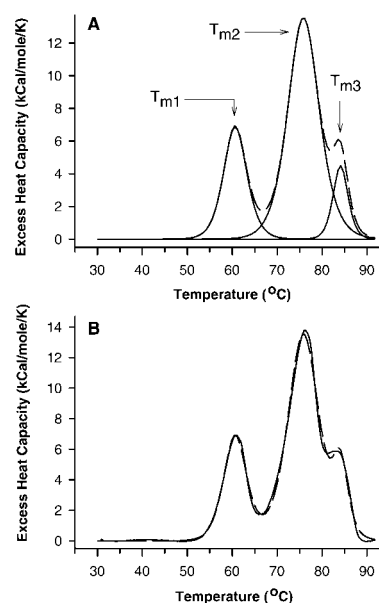 A
Excess Heat Capacity (kCal/mole/K)
12
10
8
6
4
2
0
Tm1
Tm2
Tm3
30 40 50 60 70 80 90
Temperature (ºC)
B
Excess Heat Capacity (kCal/mole/K)
14
12
10
8
6
4
2
0
30 40 50 60 70 80 90
Temperature (ºC)